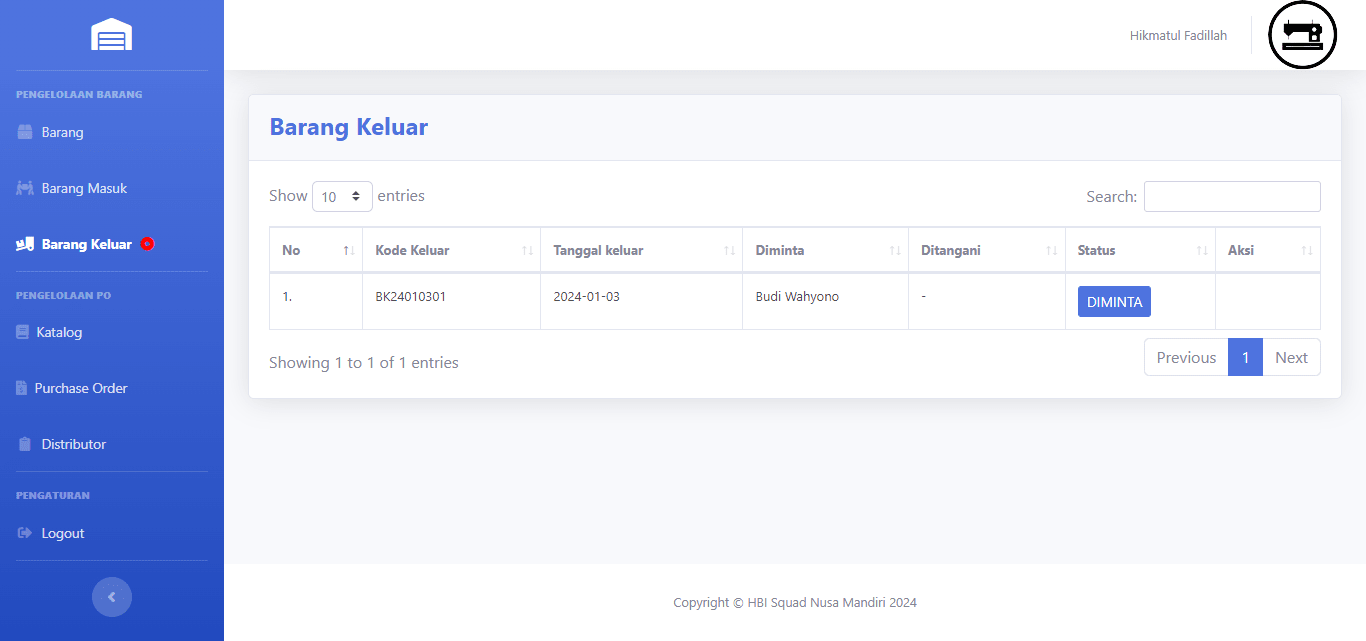 Hikmatul Fadillah
PENGELOLAAN BARANG
Barang
Barang Masuk
Barang Keluar
PENGELOLAAN PO
Katalog
Purchase Order
Distributor
PENGATURAN
Logout
Barang Keluar
Show 10 entries
Search:
No Kode Keluar Tanggal keluar Diminta Ditangani Status Aksi
1. BK24010301 2024-01-03 Budi Wahyono - DIMINTA
Showing 1 to 1 of 1 entries
Previous 1 Next
Copyright © HBI Squad Nusa Mandiri 2024